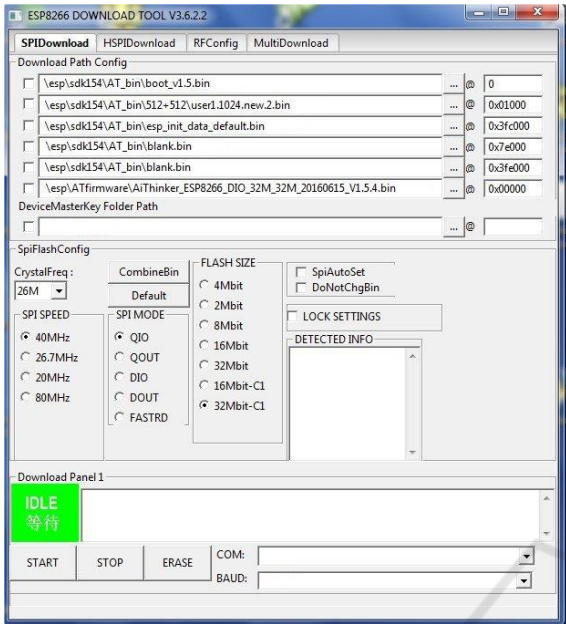 ESP8266 DOWNLOAD TOOL V3.6.2.2
SPIDownload HSPIDownload RFConfig MultiDownload
Download Path Config
\esp\sdk154\AT_bin\boot_v1.5.bin ... @ 0
\esp\sdk154\AT_bin\512+512\user1.1024.new.2.bin ... @ 0x01000
\esp\sdk154\AT_bin\esp_init_data_default.bin ... @ 0x3fc000
\esp\sdk154\AT_bin\blank.bin ... @ 0x7e000
\esp\sdk154\AT_bin\blank.bin ... @ 0x3fe000
\esp\ATfirmware\AiThinker_ESP8266_DIO_32M_32M_20160615_V1.5.4.bin ... @ 0x00000
DeviceMasterKey Folder Path
... @
SpiFlashConfig
CrystalFreq :
26M
CombineBin
Default
SPI SPEED
40MHz
26.7MHz
20MHz
80MHz
SPI MODE
QIO
QOUT
DIO
DOUT
FASTRD
FLASH SIZE
4Mbit
2Mbit
8Mbit
16Mbit
32Mbit
16Mbit-C1
32Mbit-C1
SpiAutoSet
DoNotChgBin
LOCK SETTINGS
DETECTED INFO
Download Panel 1
IDLE
等待
START STOP ERASE
COM:
BAUD: